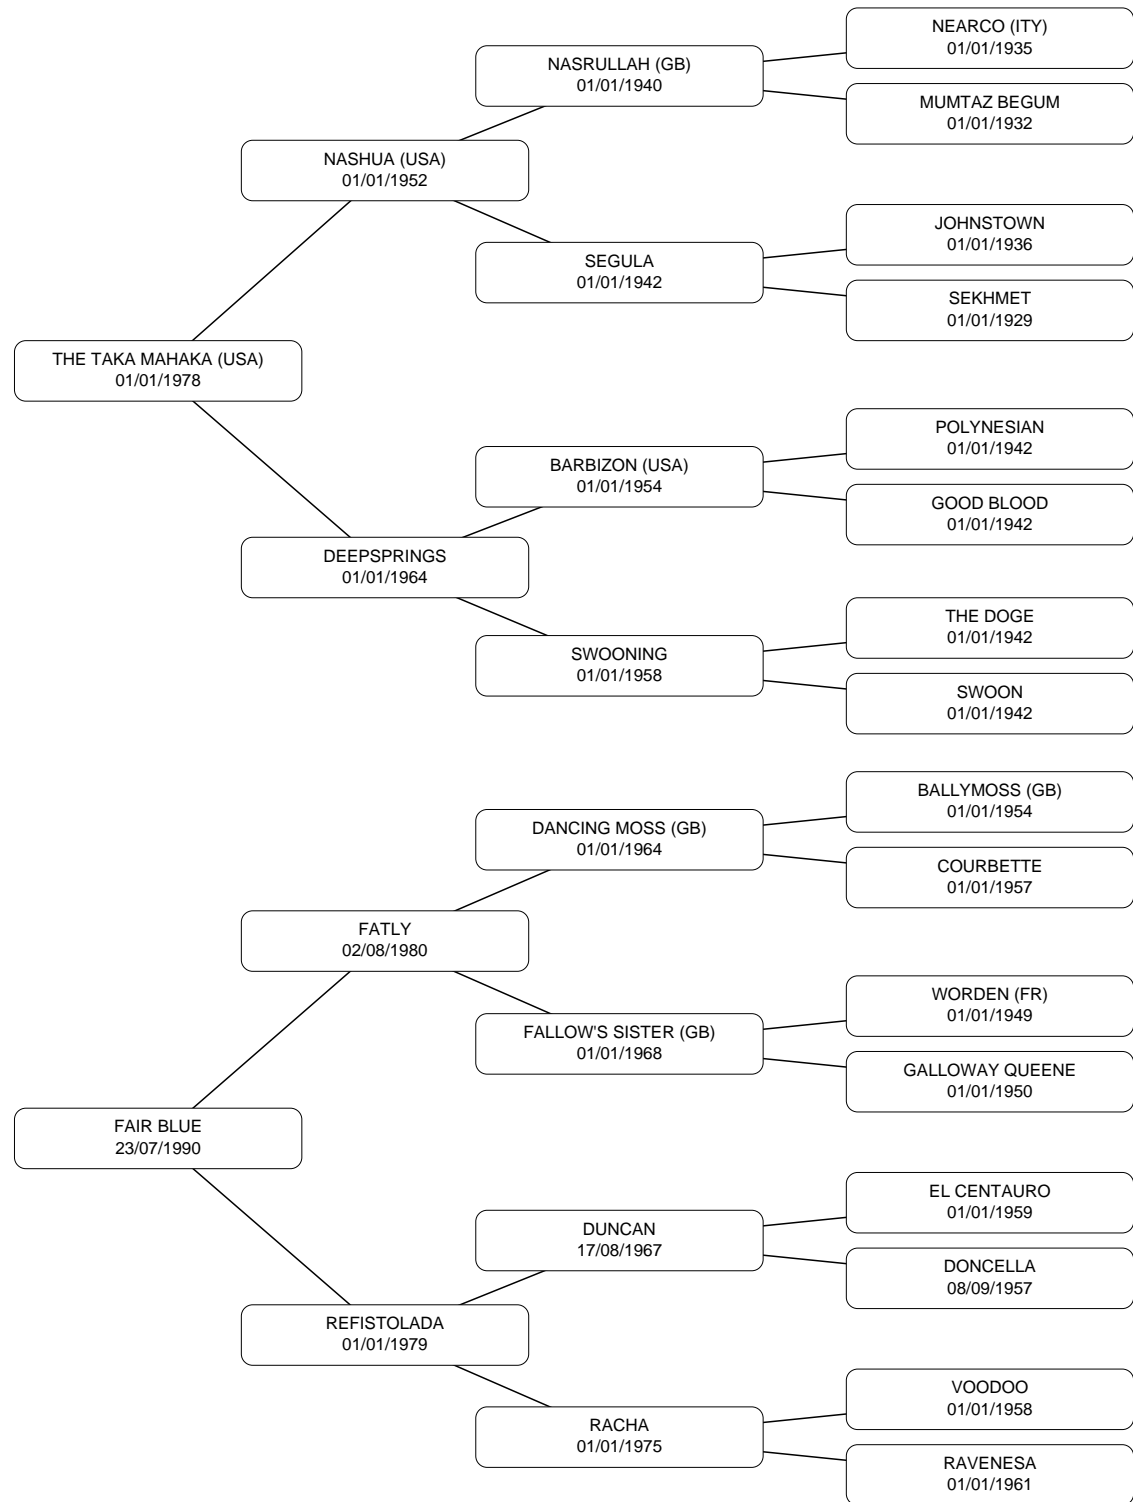 NEARCO (ITY)
01/01/1935
NASRULLAH (GB)
01/01/1940
MUMTAZ BEGUM
01/01/1932
NASHUA (USA)
01/01/1952
JOHNSTOWN
01/01/1936
SEGULA
01/01/1942
SEKHMET
01/01/1929
THE TAKA MAHAKA (USA)
01/01/1978
POLYNESIAN
01/01/1942
BARBIZON (USA)
01/01/1954
GOOD BLOOD
01/01/1942
DEEPSPRINGS
01/01/1964
THE DOGE
01/01/1942
SWOONING
01/01/1958
SWOON
01/01/1942
BALLYMOSS (GB)
01/01/1954
DANCING MOSS (GB)
01/01/1964
COURBETTE
01/01/1957
FATLY
02/08/1980
WORDEN (FR)
01/01/1949
FALLOW'S SISTER (GB)
01/01/1968
GALLOWAY QUEENE
01/01/1950
FAIR BLUE
23/07/1990
EL CENTAURO
01/01/1959
DUNCAN
17/08/1967
DONCELLA
08/09/1957
REFISTOLADA
01/01/1979
VOODOO
01/01/1958
RACHA
01/01/1975
RAVENESA
01/01/1961